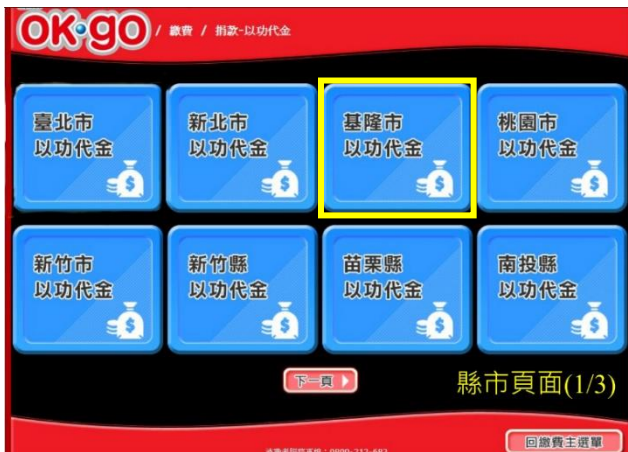 OK·go / 繳費 / 捐款-以功代金
臺北市
以功代金
新北市
以功代金
基隆市
以功代金
桃園市
以功代金
新竹市
以功代金
新竹縣
以功代金
苗栗縣
以功代金
南投縣
以功代金
下一頁
縣市頁面(1/3)
回繳費主選單